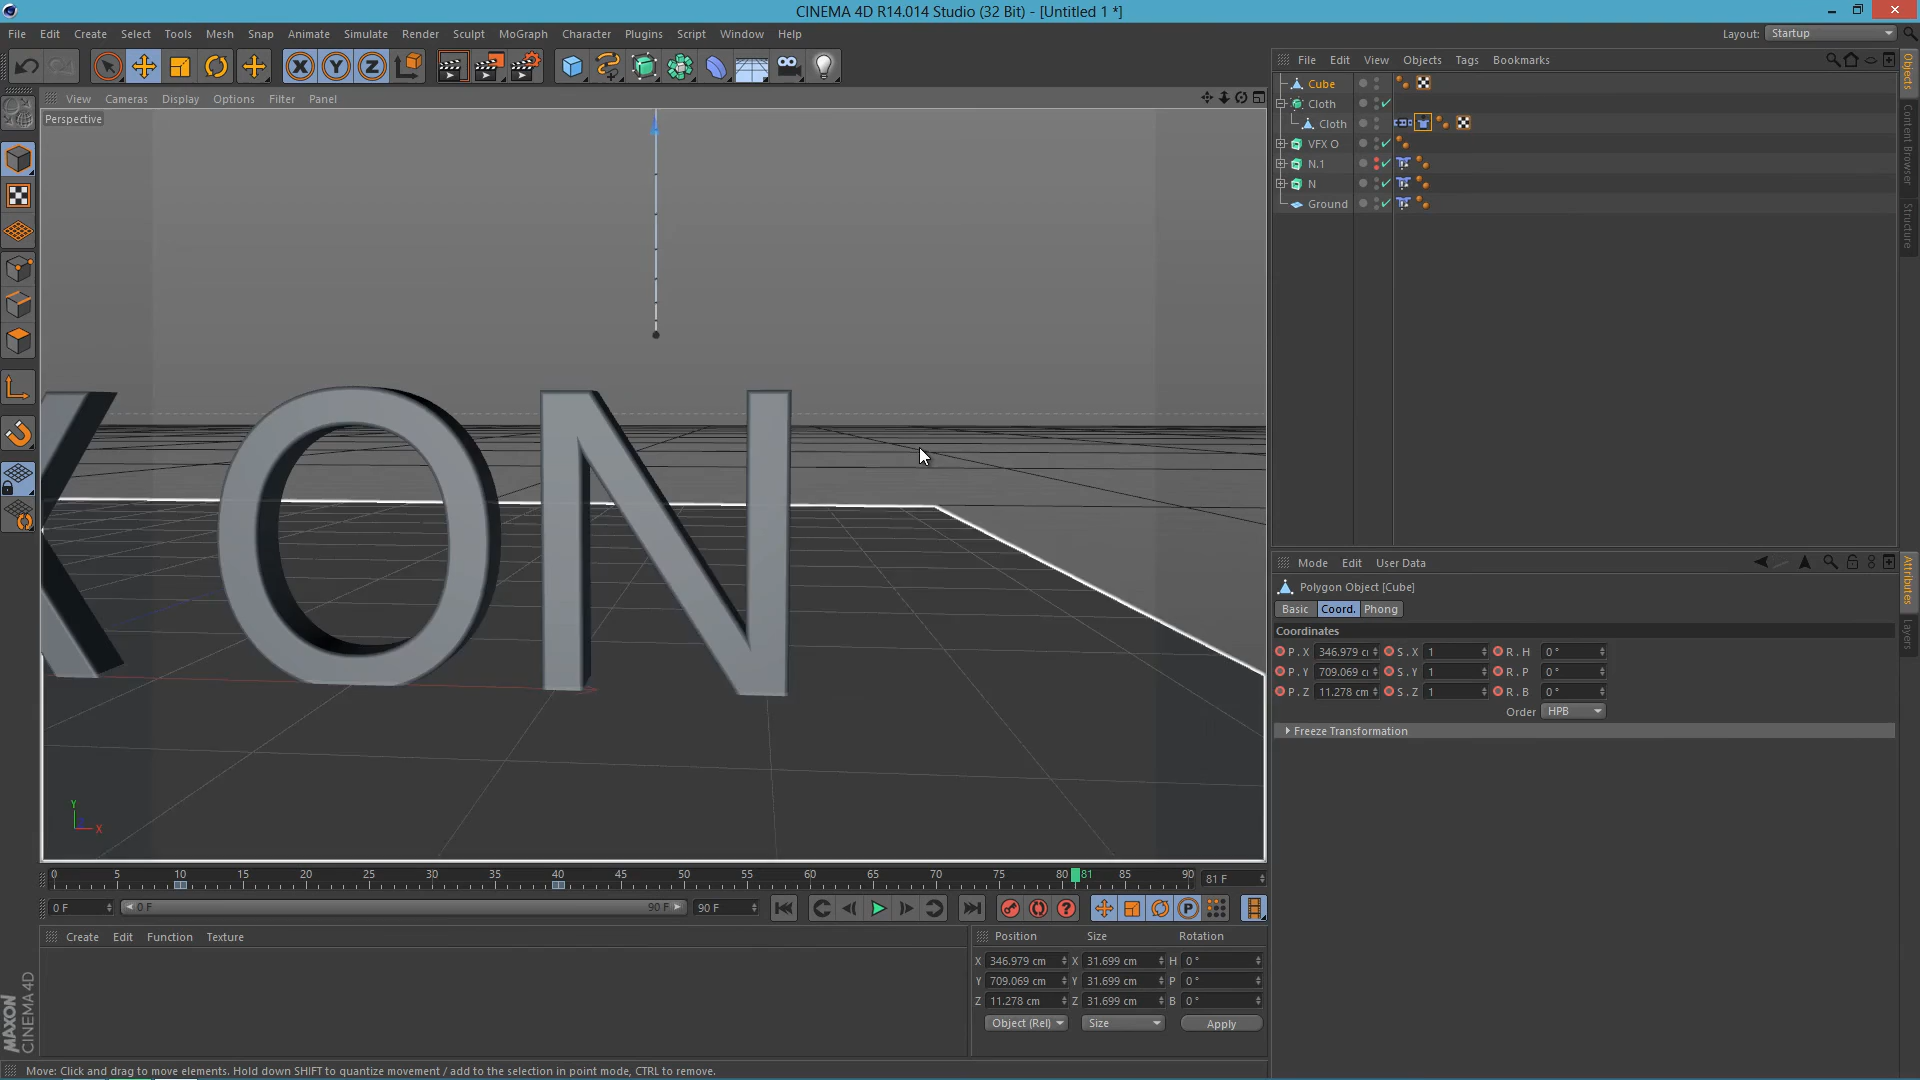 CINEMA 4D R14.014 Studio (32 Bit) - [Untitled 1 *]
File Edit Create Select Tools Mesh Snap Animate Simulate Render Sculpt MoGraph Character Plugins Script Window Help
Layout: Startup
File Edit View Objects Tags Bookmarks
View Cameras Display Options Filter Panel
Perspective
Cube
Cloth
Cloth
VFX O
N.1
N
Ground
Objects
Content Browser
Structure
X ON
Y
X
Mode Edit User Data
Polygon Object [Cube]
Basic Coord. Phong
Coordinates
P . X 346.979 c S . X 1 R . H 0 °
P . Y 709.069 c S . Y 1 R . P 0 °
P . Z 11.278 cm S . Z 1 R . B 0 °
Order HPB
Freeze Transformation
Attributes
Layers
0 5 10 15 20 25 30 35 40 45 50 55 60 65 70 75 80 81 85 90 81 F
0 F 0 F 90 F 90 F
Create Edit Function Texture
Position Size Rotation
X 346.979 cm X 31.699 cm H 0 °
Y 709.069 cm Y 31.699 cm P 0 °
Z 11.278 cm Z 31.699 cm B 0 °
Object (Rel) Size Apply
MAXON
CINEMA 4D
Move: Click and drag to move elements. Hold down SHIFT to quantize movement / add to the selection in point mode, CTRL to remove.